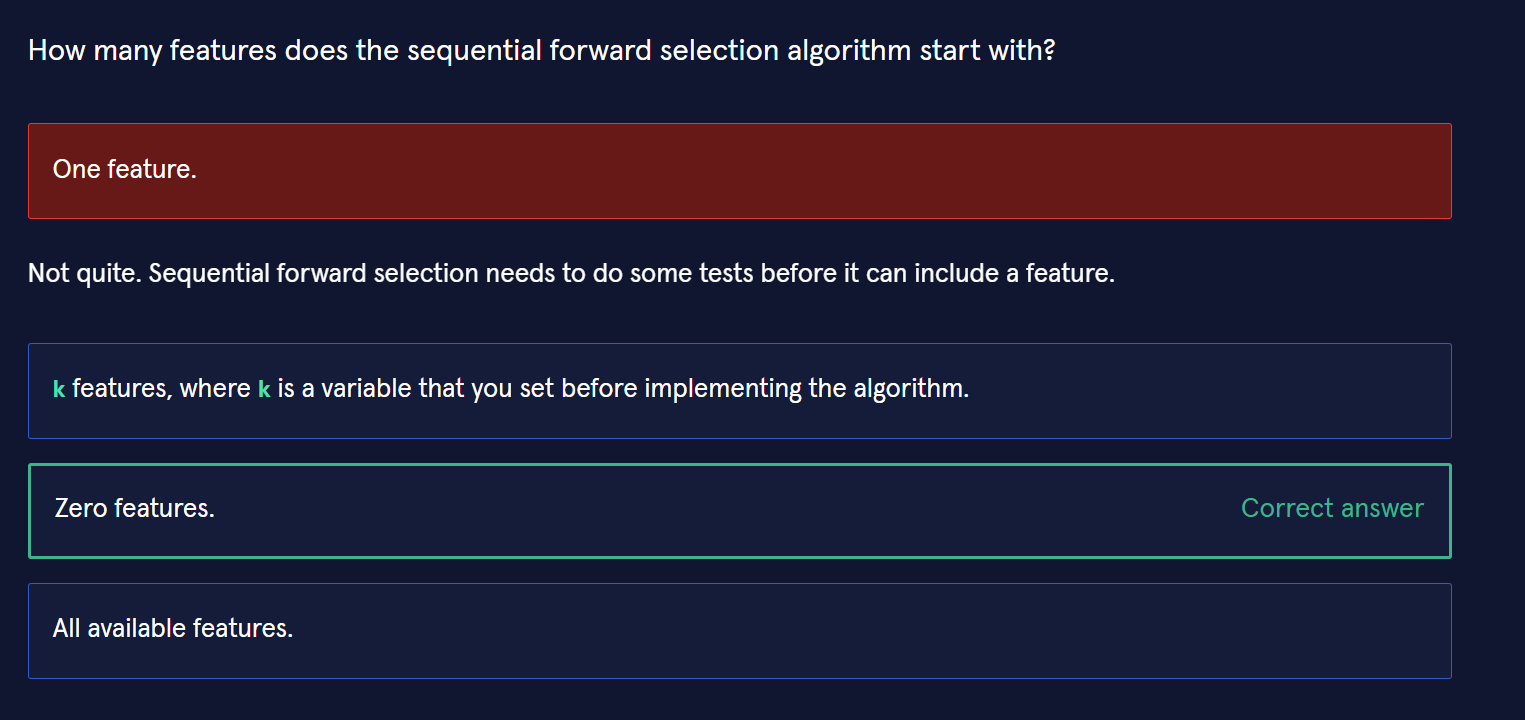 How many features does the sequential forward selection algorithm start with?
One feature.
Not quite. Sequential forward selection needs to do some tests before it can include a feature.
k features, where k is a variable that you set before implementing the algorithm.
Zero features. Correct answer
All available features.